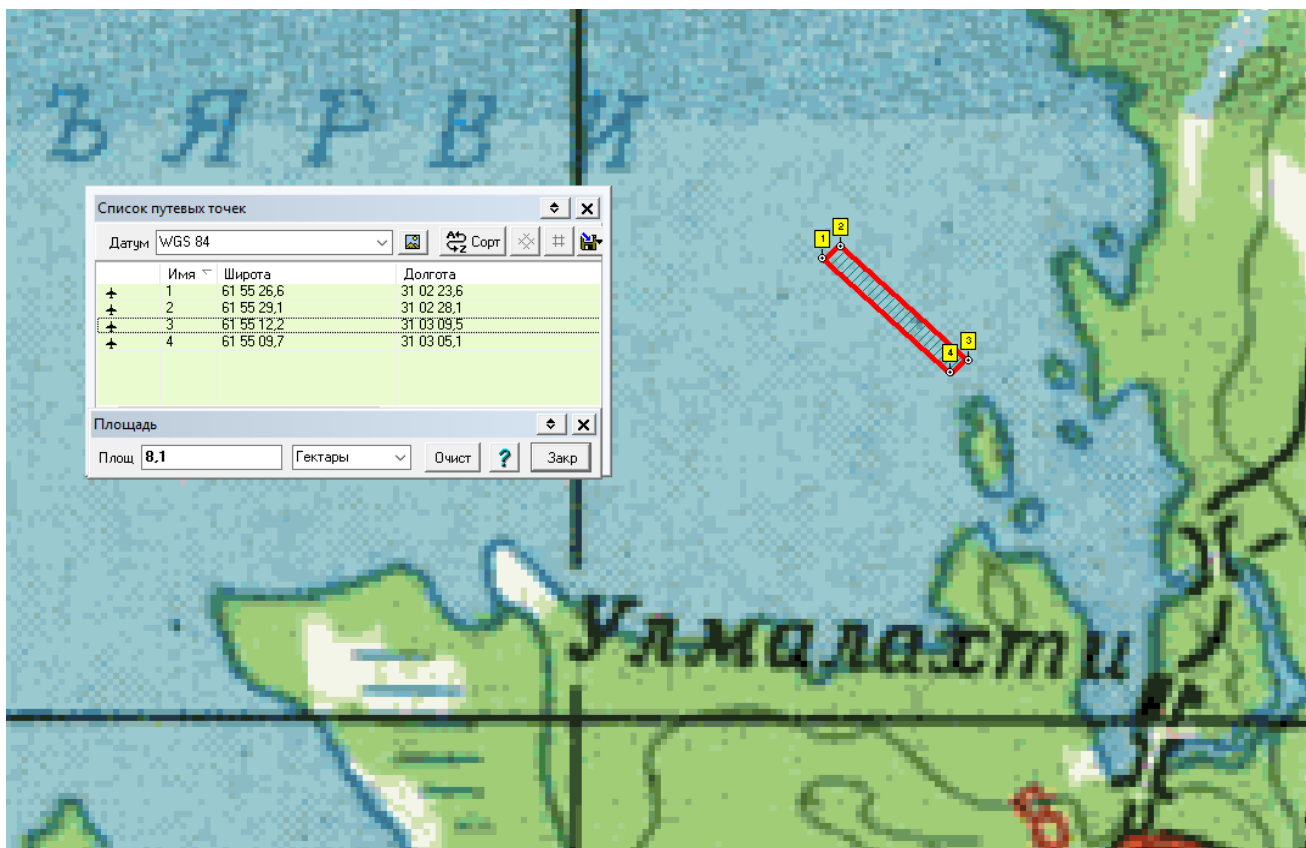 Ъ Я Р В И
Список путевых точек
Датум WGS 84 Сорт
Имя Широта Долгота
1 61 55 26,6 31 02 23,6
2 61 55 29,1 31 02 28,1
3 61 55 12,2 31 03 09,5
4 61 55 09,7 31 03 05,1
Площадь
Площ 8,1 Гектары Очист ? Закр
2
1
3
4
Улмалахти
6